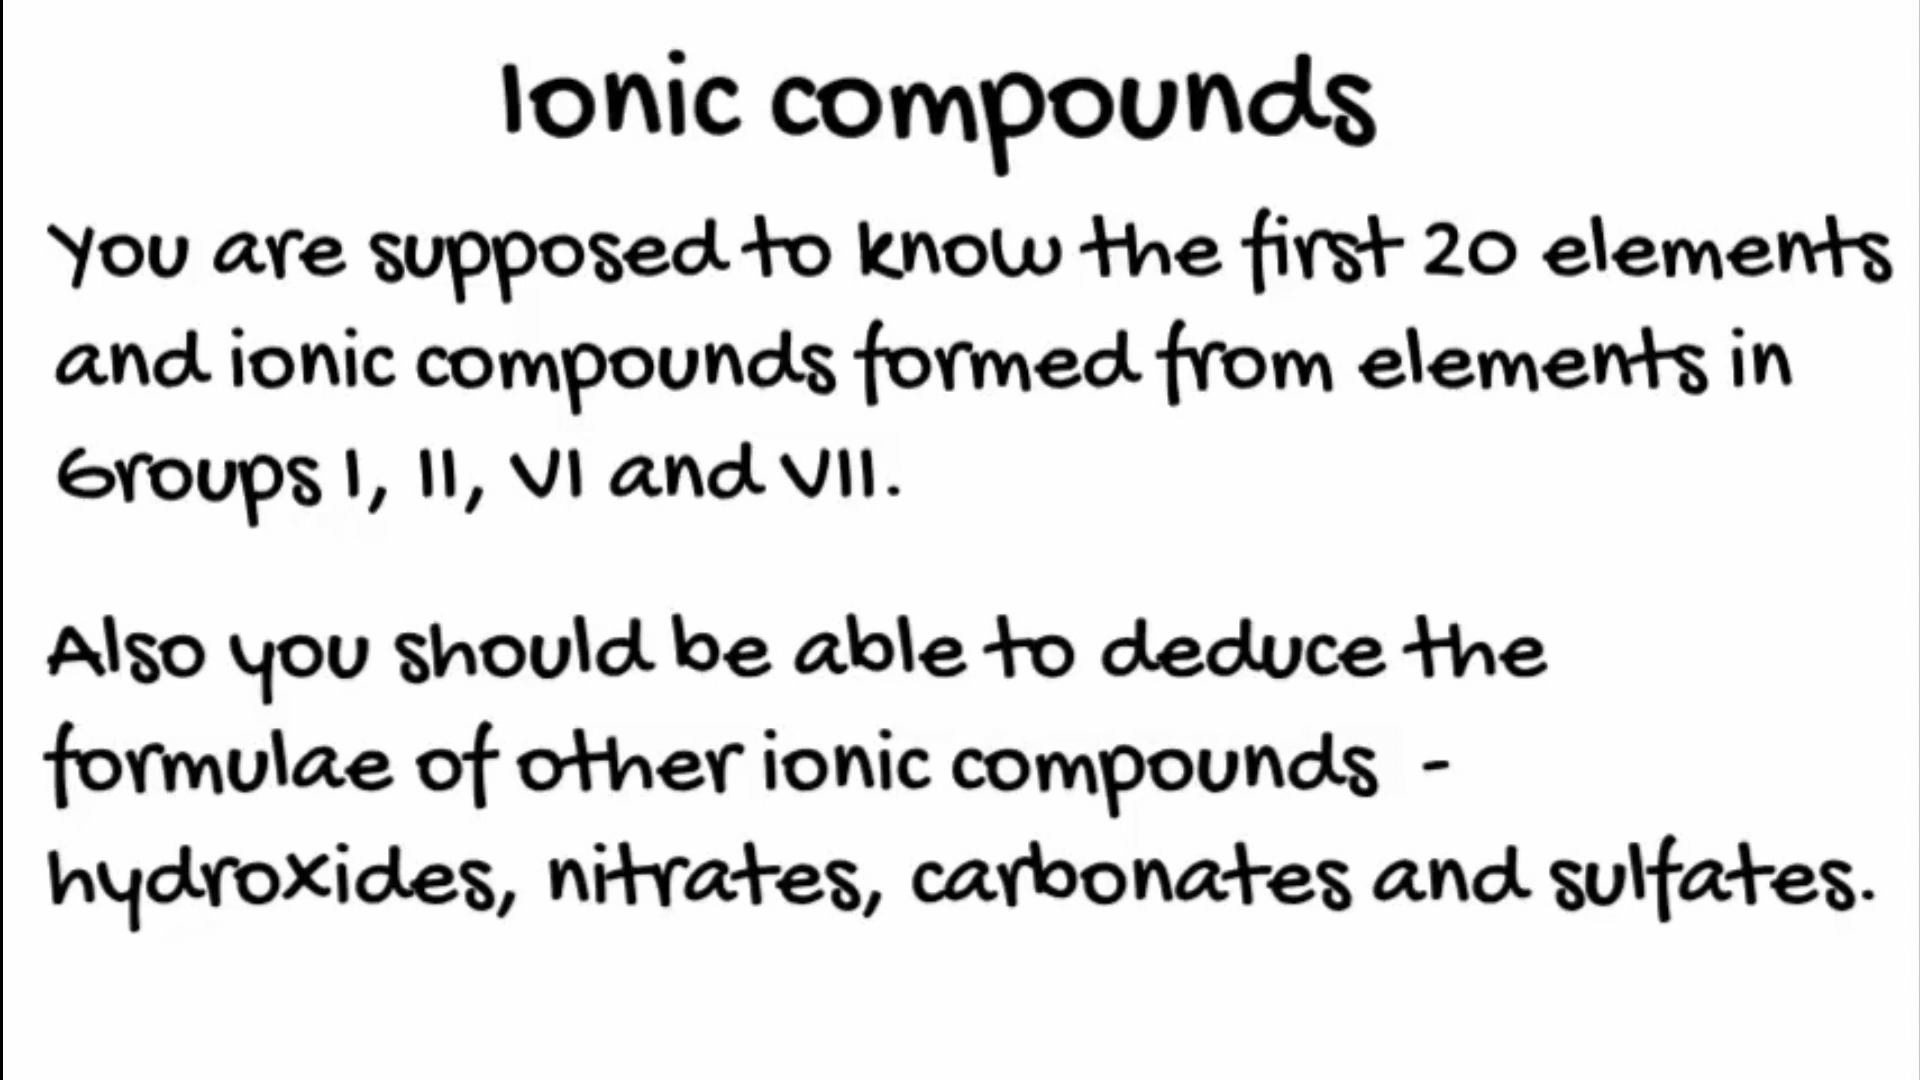 Ionic compounds
You are supposed to know the first 20 elements
and ionic compounds formed from elements in
Groups I, II, VI and VII.
Also you should be able to deduce the
formulae of other ionic compounds -
hydroxides, nitrates, carbonates and sulfates.